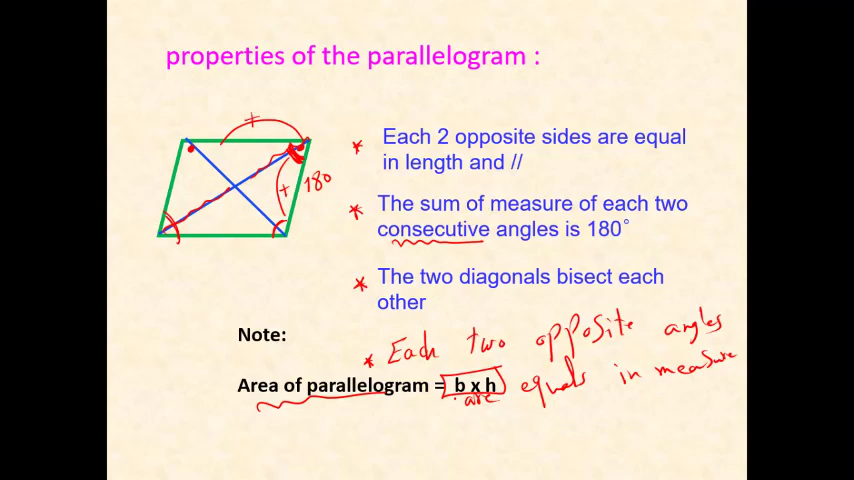 properties of the parallelogram :
+
+ 180
* Each 2 opposite sides are equal
in length and //
* The sum of measure of each two
consecutive angles is 180°
* The two diagonals bisect each
other
Note:
* Each two opposite angles
are equals in measure
Area of parallelogram = b x h